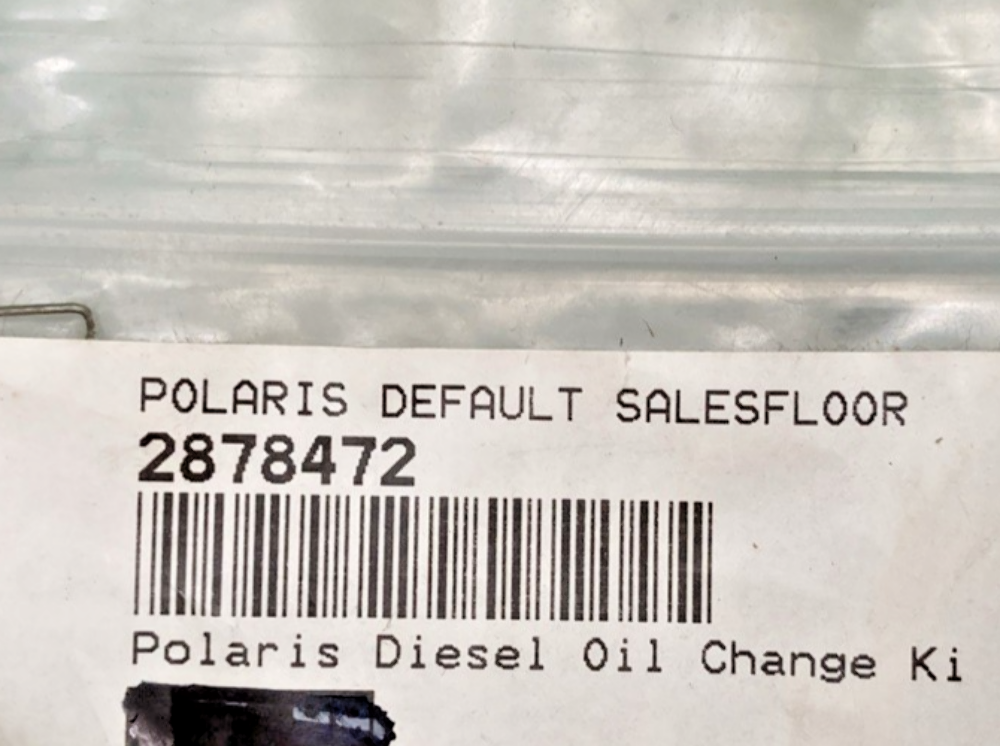 POLARIS DEFAULT SALESFLOOR
2878472
Polaris Diesel Oil Change Ki